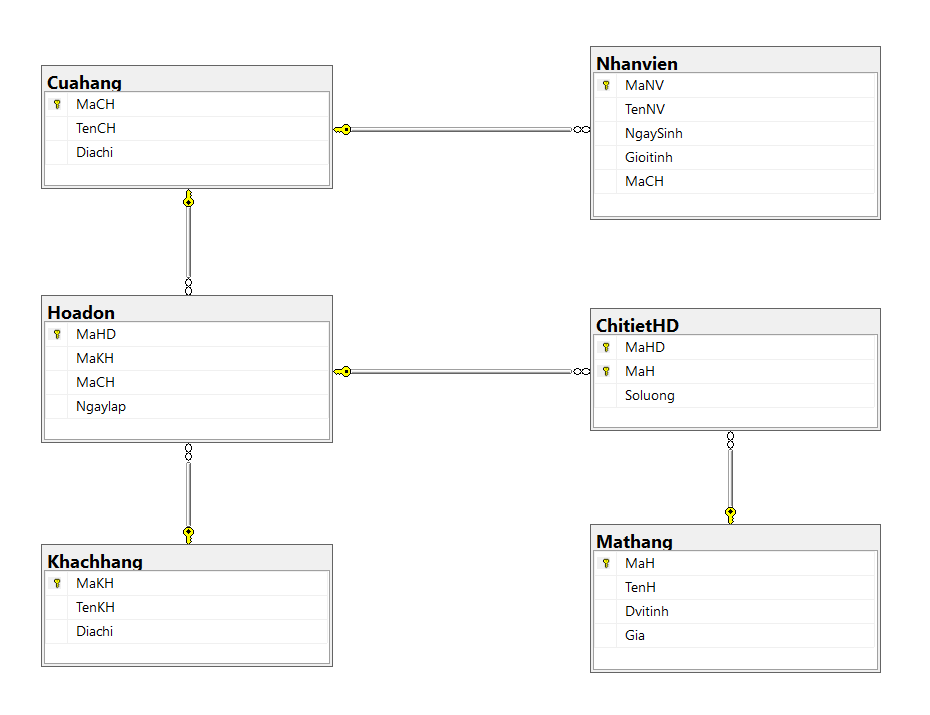 Cuahang
MaCH
TenCH
Diachi
Nhanvien
MaNV
TenNV
NgaySinh
Gioitinh
MaCH
Hoadon
MaHD
MaKH
MaCH
Ngaylap
ChitietHD
MaHD
MaH
Soluong
Khachhang
MaKH
TenKH
Diachi
Mathang
MaH
TenH
Dvitinh
Gia